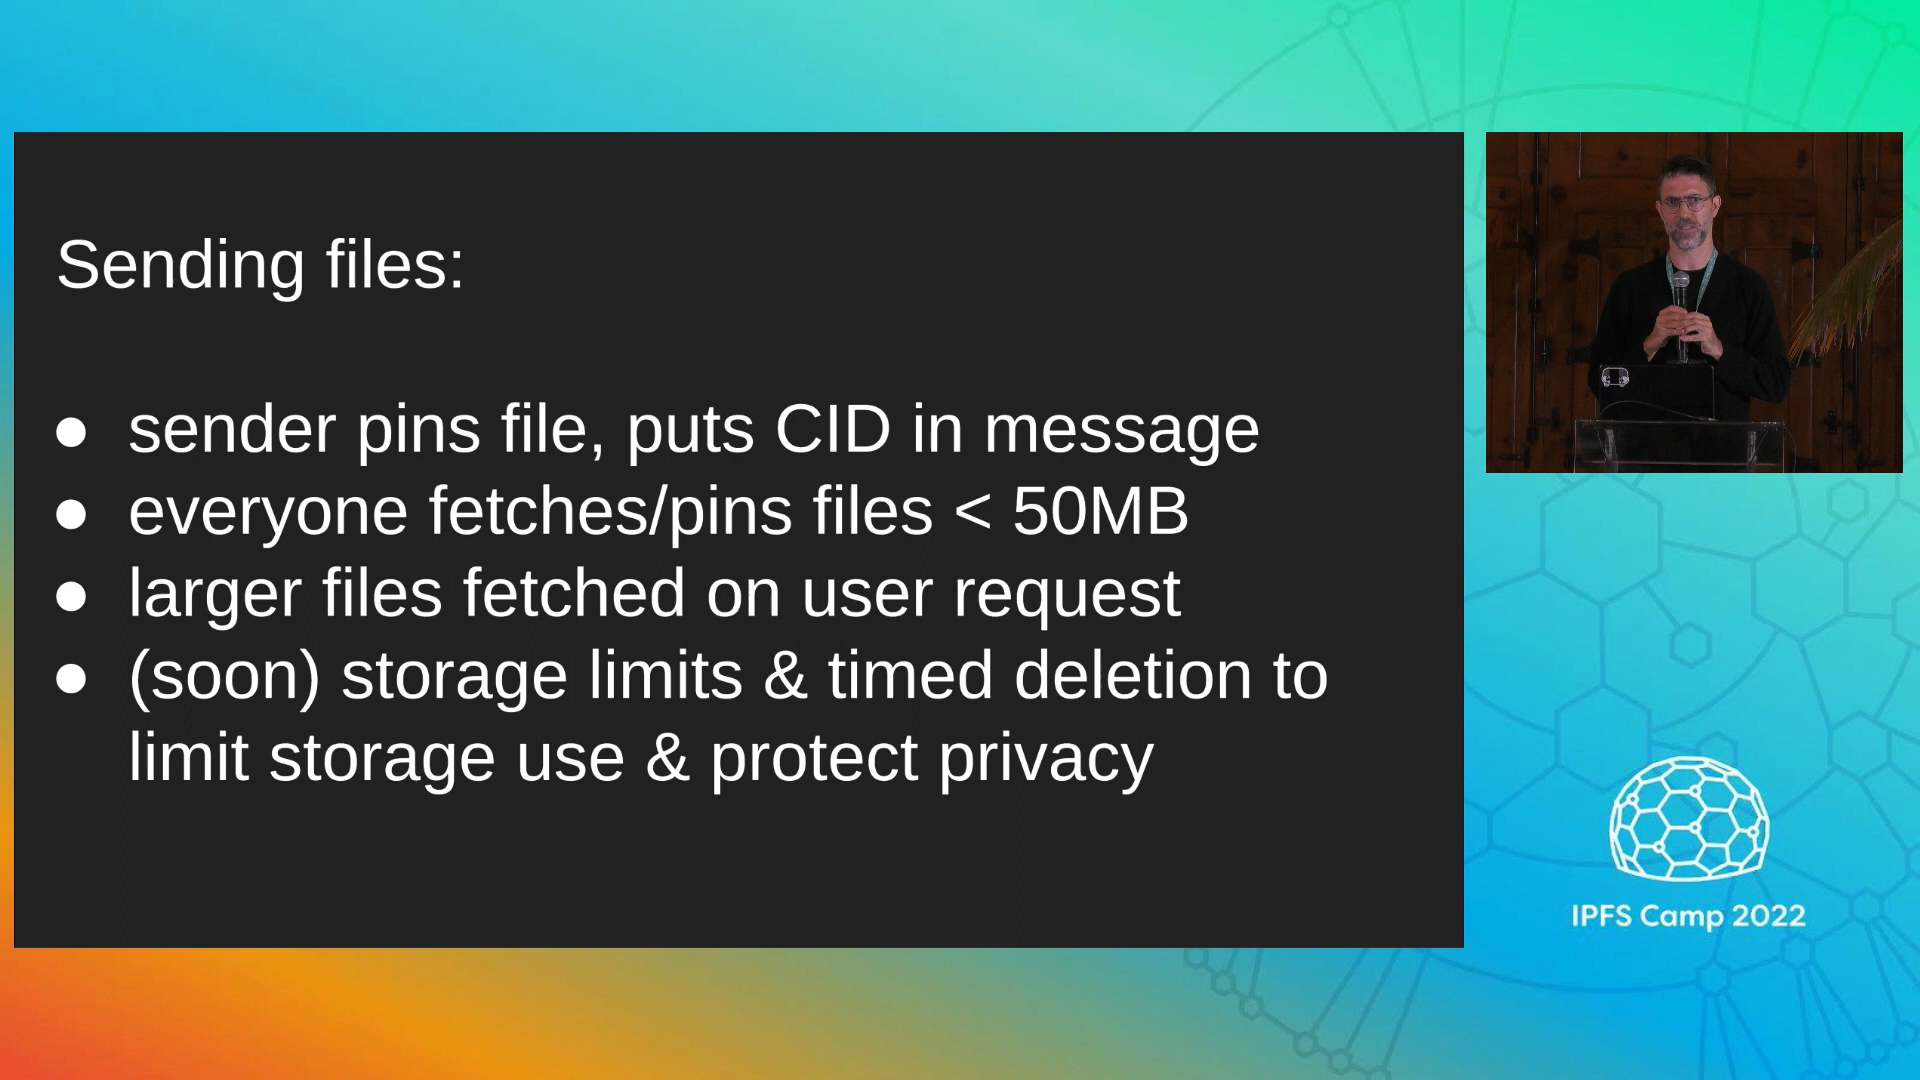 Sending files:
● sender pins file, puts CID in message
● everyone fetches/pins files < 50MB
● larger files fetched on user request
● (soon) storage limits & timed deletion to
limit storage use & protect privacy
IPFS Camp 2022